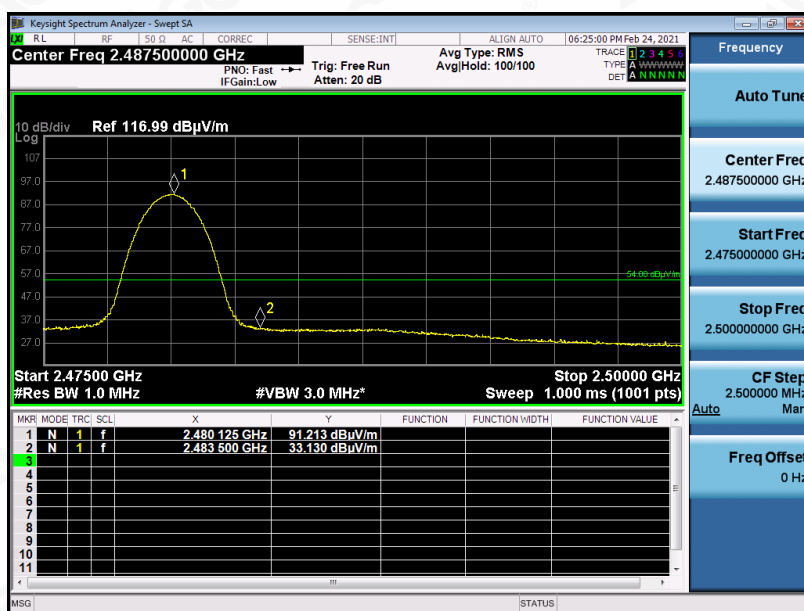 Keysight Spectrum Analyzer - Swept SA
LXI RL RF 50 Ω AC CORREC SENSE:INT ALIGN AUTO 06:25:00 PM Feb 24, 2021
Center Freq 2.487500000 GHz
PNO: Fast
IFGain:Low
Trig: Free Run
Atten: 20 dB
Avg Type: RMS
Avg|Hold: 100/100
TRACE 1 2 3 4 5 6
TYPE A WWWWW
DET A N N N N N
10 dB/div Ref 116.99 dBµV/m
Log
107
97.0
87.0
77.0
67.0
57.0
47.0
37.0
27.0
1
2
54.00 dBµV/m
Start 2.47500 GHz Stop 2.50000 GHz
#Res BW 1.0 MHz #VBW 3.0 MHz* Sweep 1.000 ms (1001 pts)
MKR MODE TRC SCL X Y FUNCTION FUNCTION WIDTH FUNCTION VALUE
1 N 1 f 2.480 125 GHz 91.213 dBµV/m
2 N 1 f 2.483 500 GHz 33.130 dBµV/m
3
4
5
6
7
8
9
10
11
MSG STATUS
Frequency
Auto Tune
Center Freq
2.487500000 GHz
Start Freq
2.475000000 GHz
Stop Freq
2.500000000 GHz
CF Step
2.500000 MHz
Auto Man
Freq Offset
0 Hz